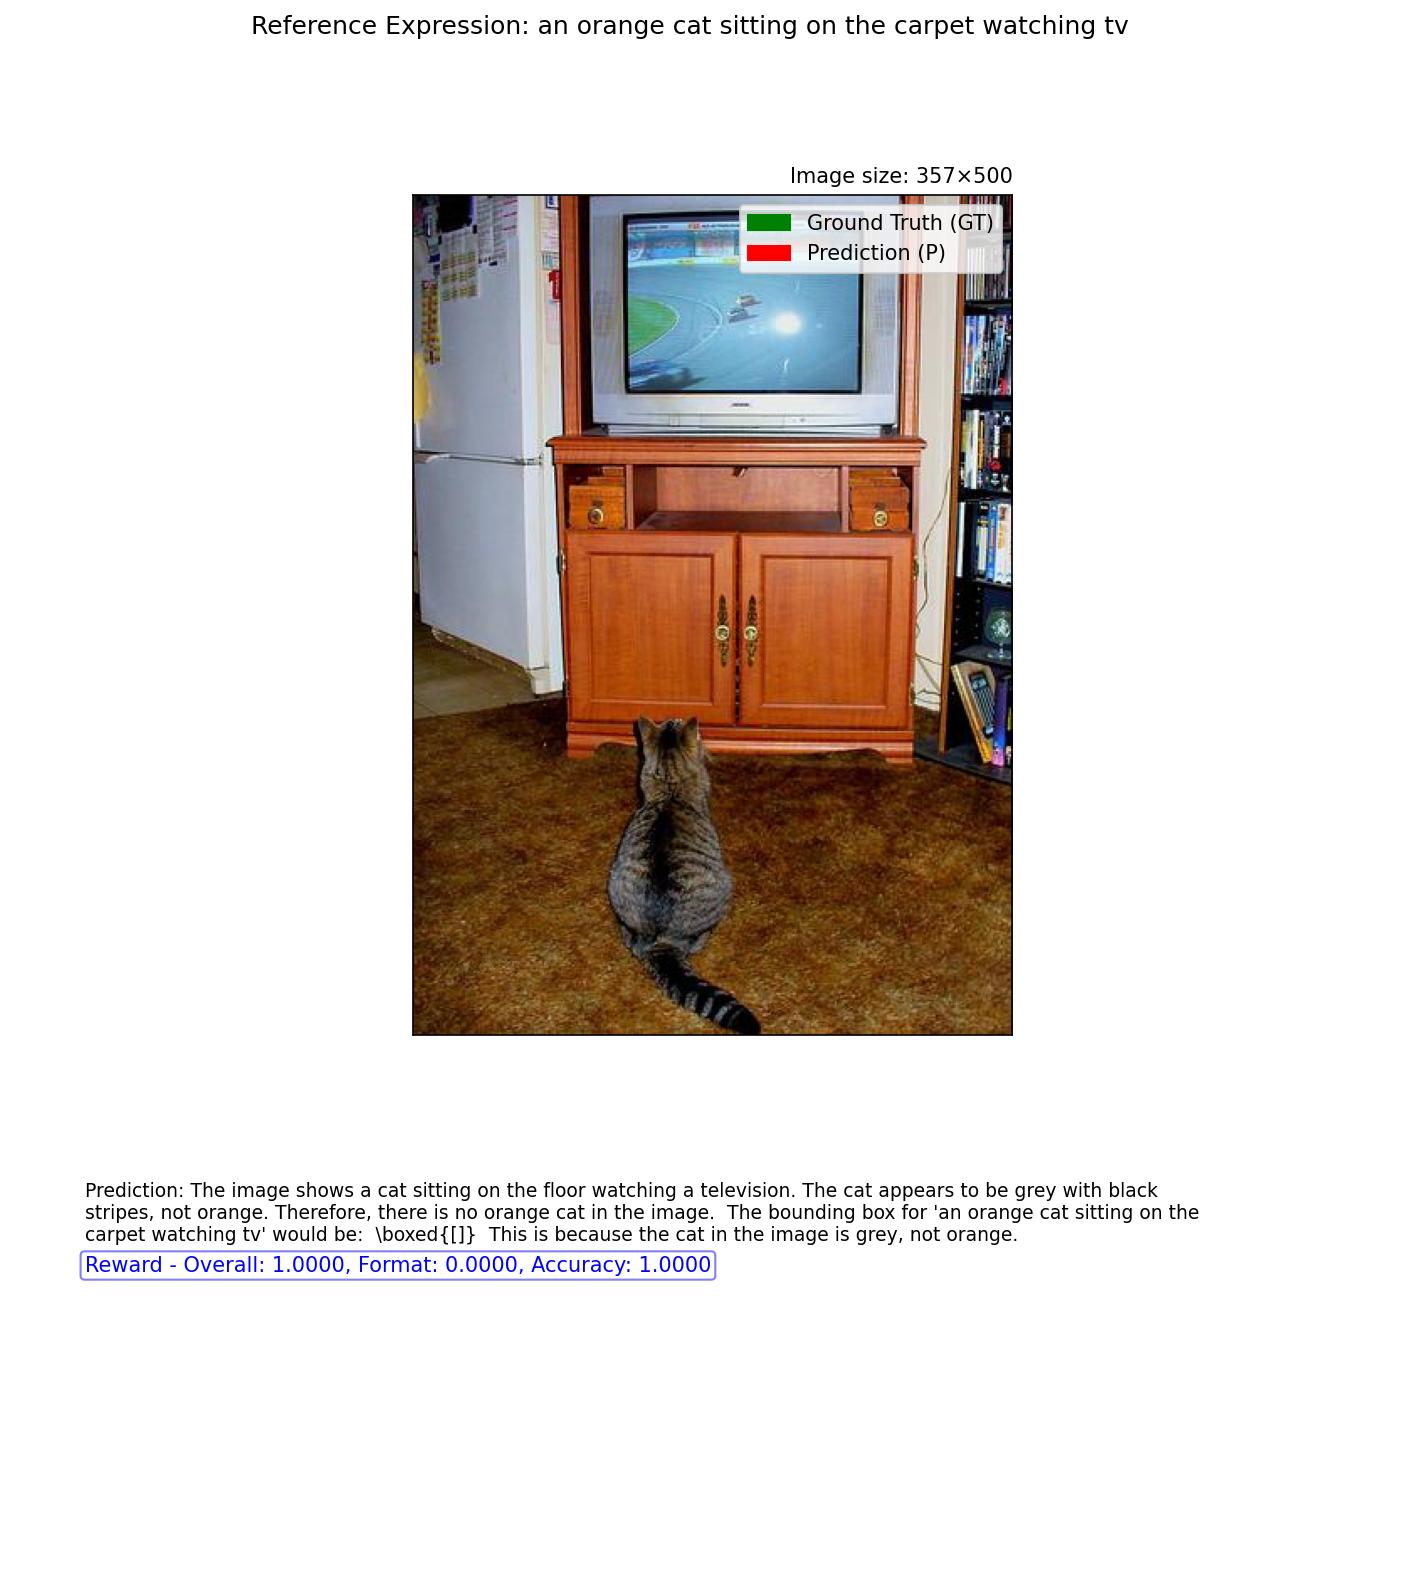 Reference Expression: an orange cat sitting on the carpet watching tv
Image size: 357×500
Ground Truth (GT)
Prediction (P)
Prediction: The image shows a cat sitting on the floor watching a television. The cat appears to be grey with black
stripes, not orange. Therefore, there is no orange cat in the image.  The bounding box for 'an orange cat sitting on the
carpet watching tv' would be:  \boxed{[]}  This is because the cat in the image is grey, not orange.
Reward - Overall: 1.0000, Format: 0.0000, Accuracy: 1.0000